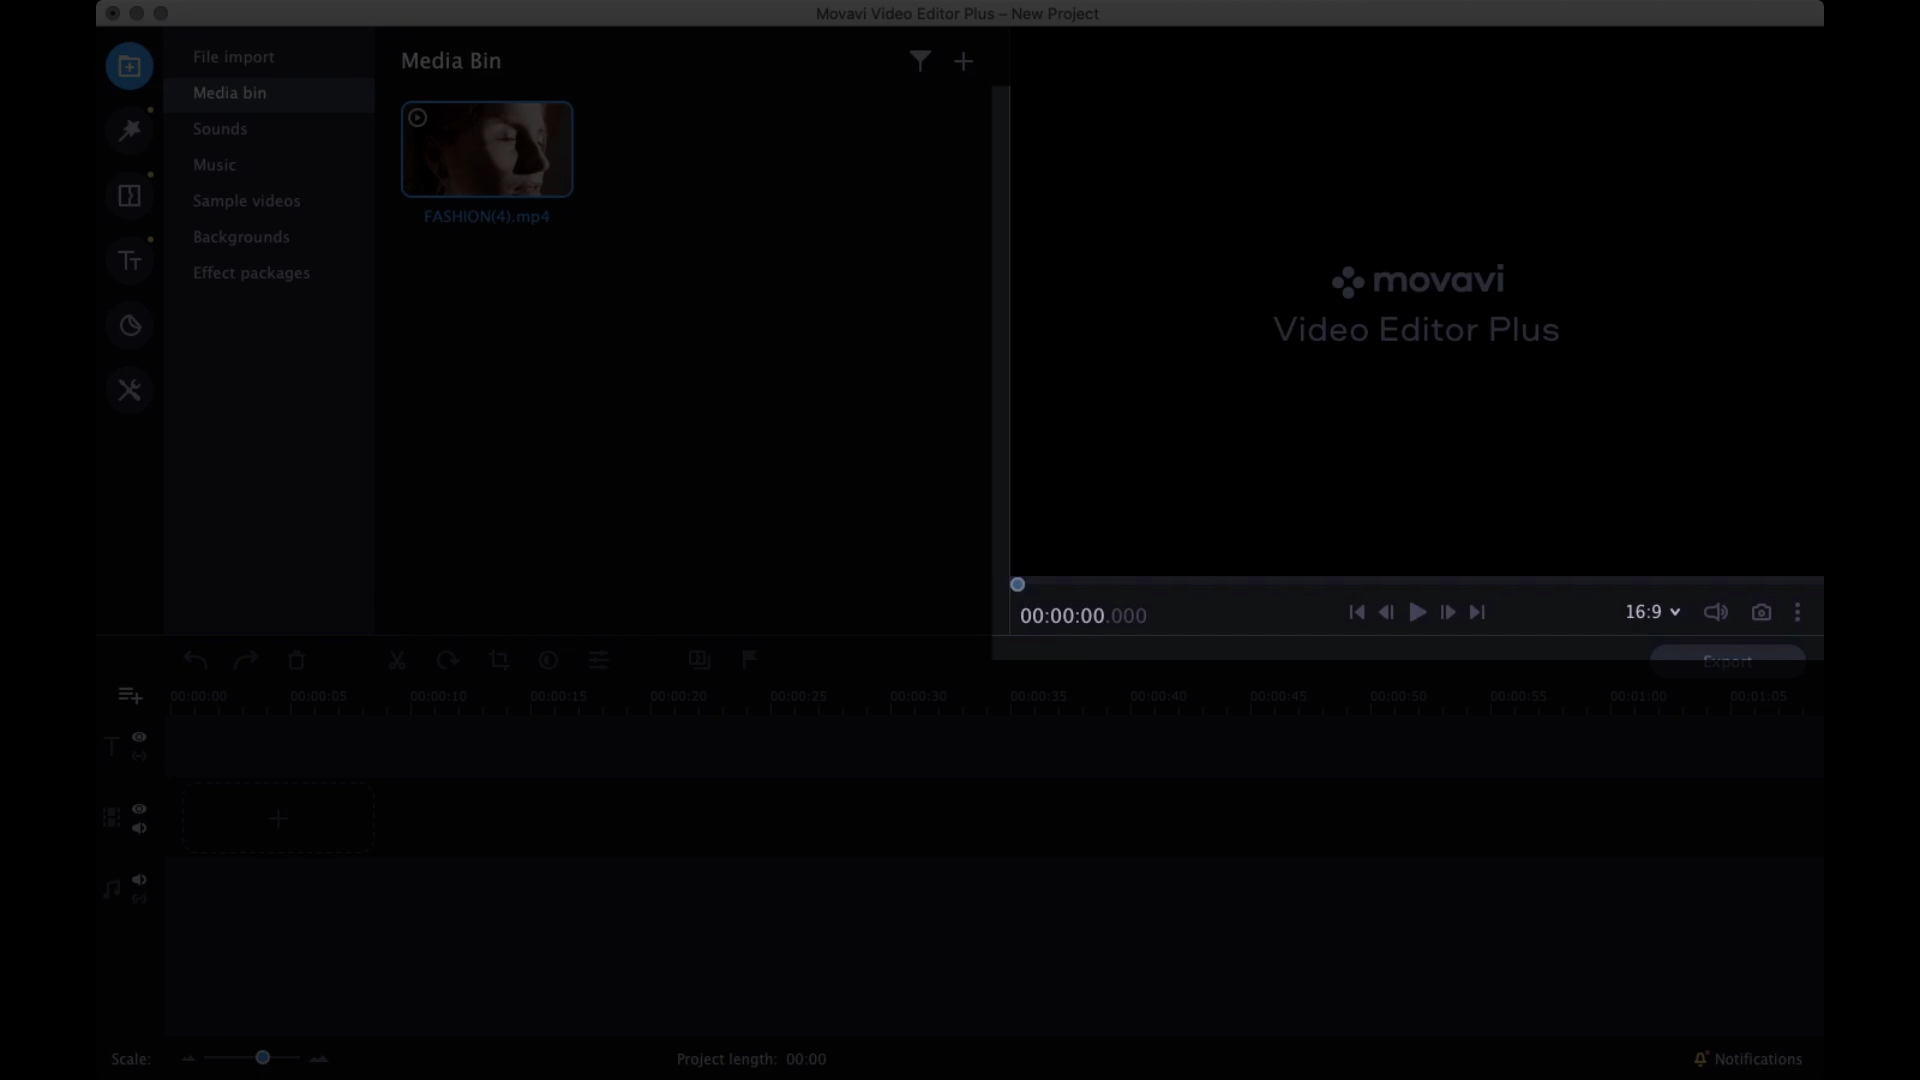 Movavi Video Editor Plus – New Project
File import
Media bin
Sounds
Music
Sample videos
Backgrounds
Effect packages
Media Bin
FASHION(4).mp4
movavi
Video Editor Plus
00:00:00.000
16:9
Export
00:00:00 00:00:05 00:00:10 00:00:15 00:00:20 00:00:25 00:00:30 00:00:35 00:00:40 00:00:45 00:00:50 00:00:55 00:01:00 00:01:05
Scale:
Project length: 00:00
Notifications